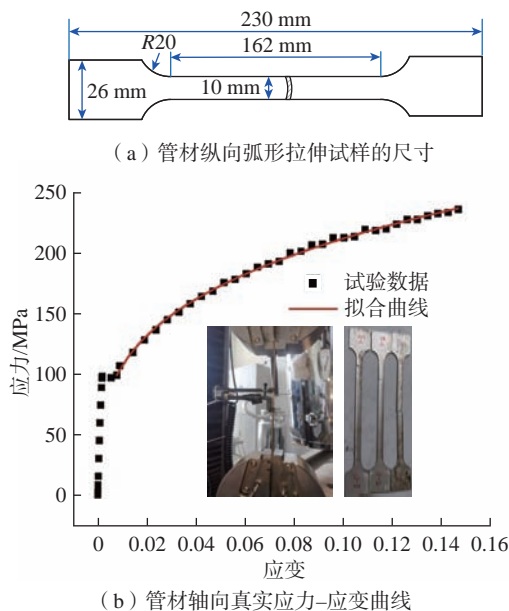 230 mm
R20
162 mm
26 mm
10 mm
（a）管材纵向弧形拉伸试样的尺寸
250
200
150
100
50
0
应力/MPa
试验数据
拟合曲线
0 0.02 0.04 0.06 0.08 0.10 0.12 0.14 0.16
应变
（b）管材轴向真实应力–应变曲线